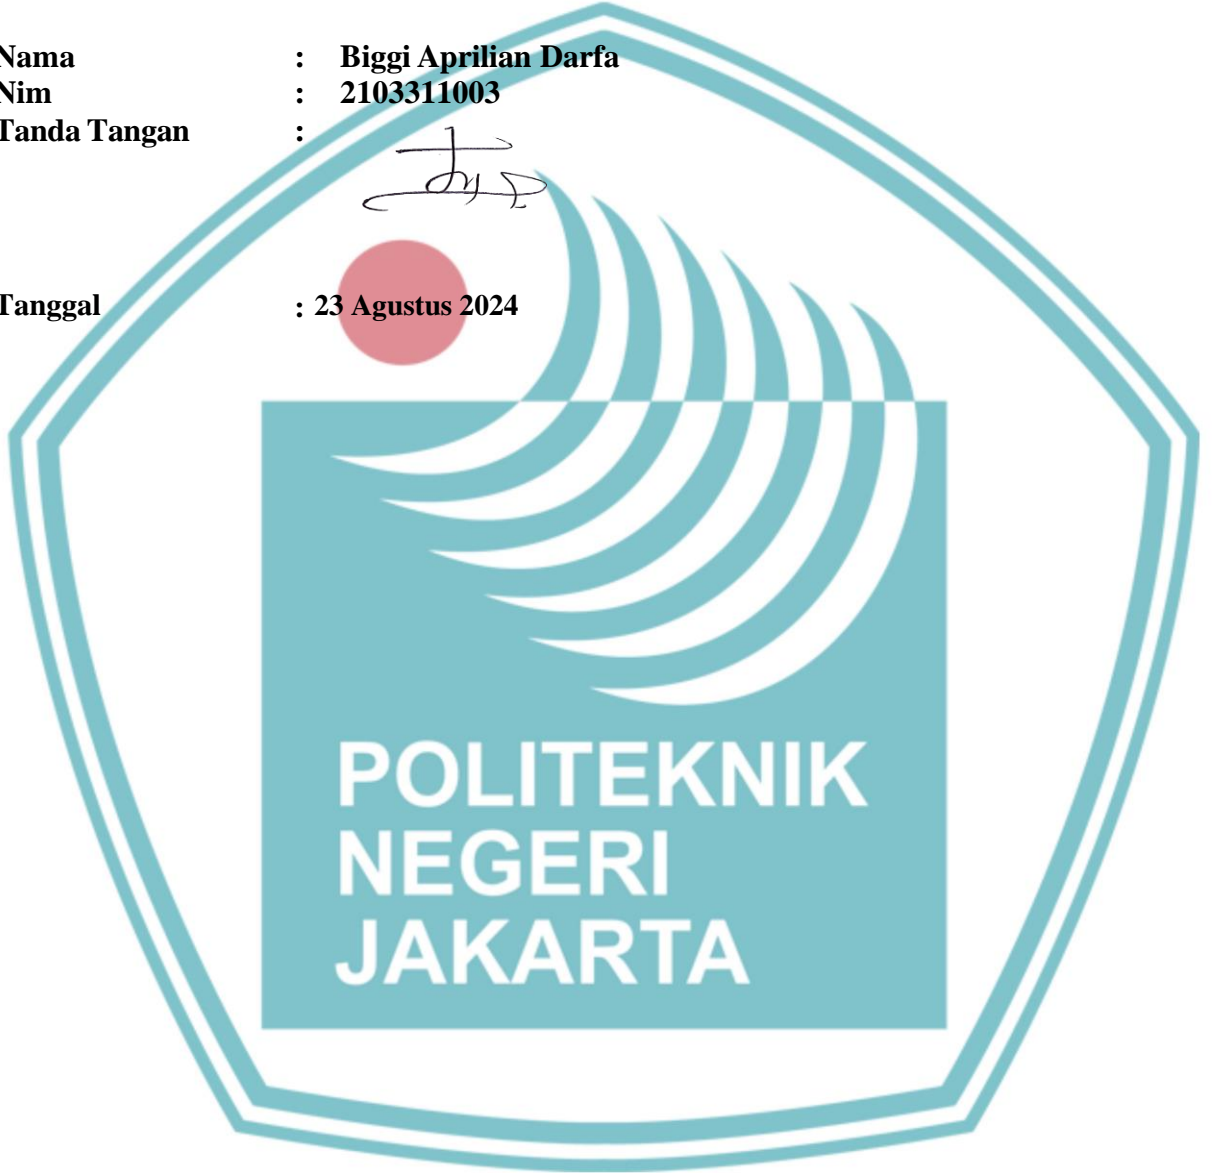 Nama : Biggi Aprilian Darfa
Nim : 2103311003
Tanda Tangan :
Tanggal : 23 Agustus 2024
POLITEKNIK
NEGERI
JAKARTA